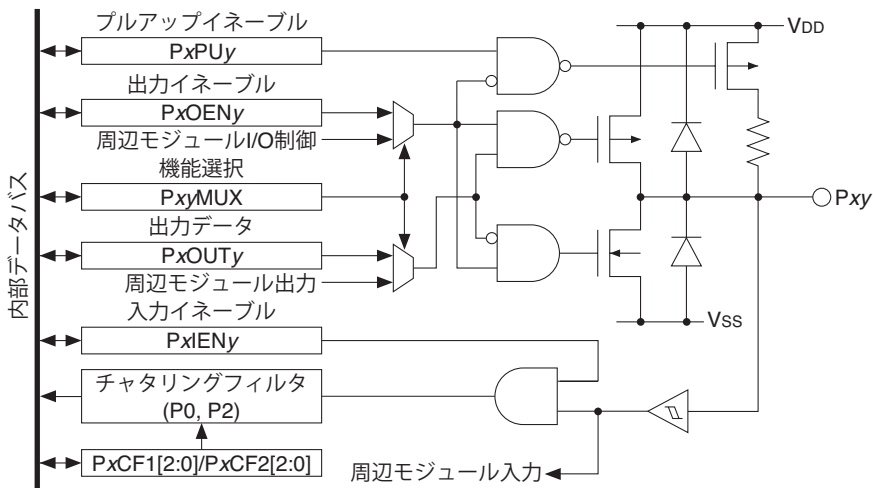 プルアップイネーブル
PxPUy
出力イネーブル
PxOENy
周辺モジュールI/O制御
機能選択
PxyMUX
出力データ
PxOUTy
周辺モジュール出力
入力イネーブル
PxIENy
チャタリングフィルタ
(P0, P2)
PxCF1[2:0]/PxCF2[2:0]
内部データバス
VDD
Pxy
VSS
周辺モジュール入力